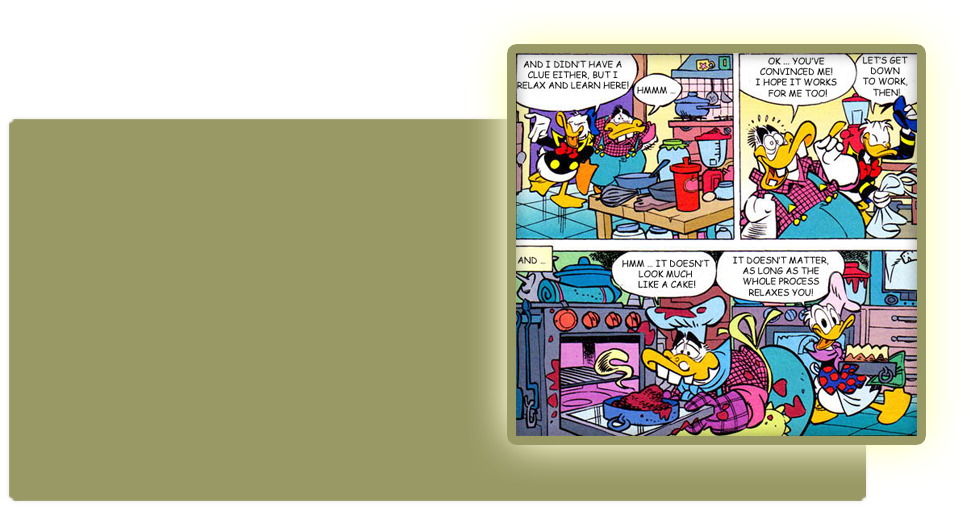 AND I DIDN'T HAVE A
CLUE EITHER, BUT I
RELAX AND LEARN HERE!
HMMM ...
OK ... YOU'VE
CONVINCED ME!
I HOPE IT WORKS
FOR ME TOO!
LET'S GET
DOWN
TO WORK,
THEN!
AND ...
HMM ... IT DOESN'T
LOOK MUCH
LIKE A CAKE!
IT DOESN'T MATTER,
AS LONG AS THE
WHOLE PROCESS
RELAXES YOU!